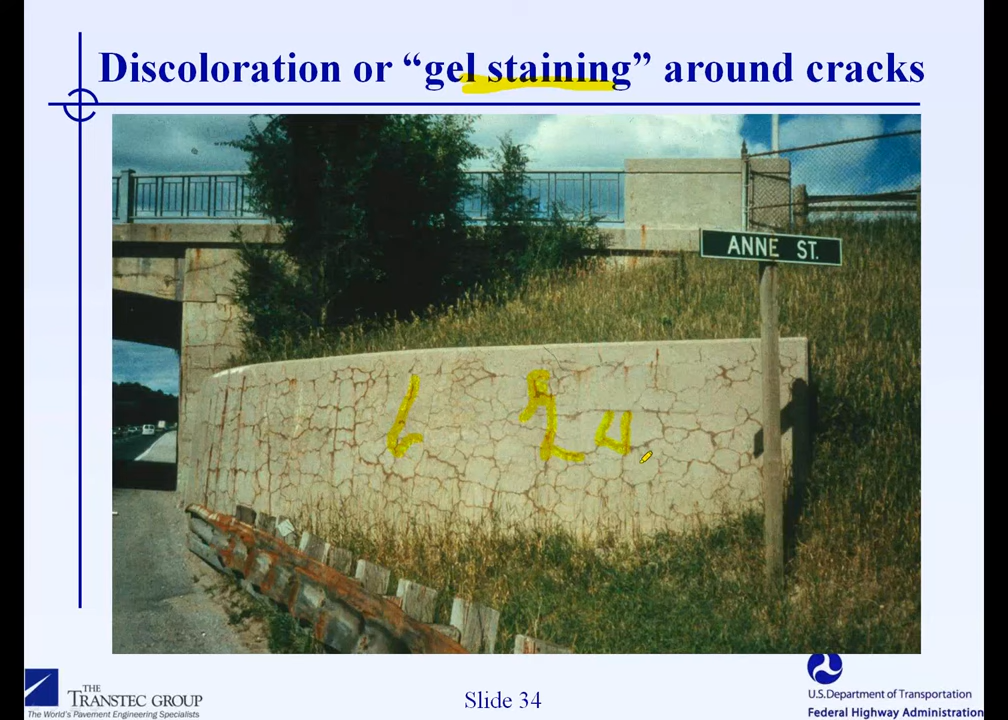 Discoloration or “gel staining” around cracks
ANNE ST.
THE
TRANSTEC GROUP
The World's Pavement Engineering Specialists
Slide 34
U.S.Department of Transportation
Federal Highway Administration